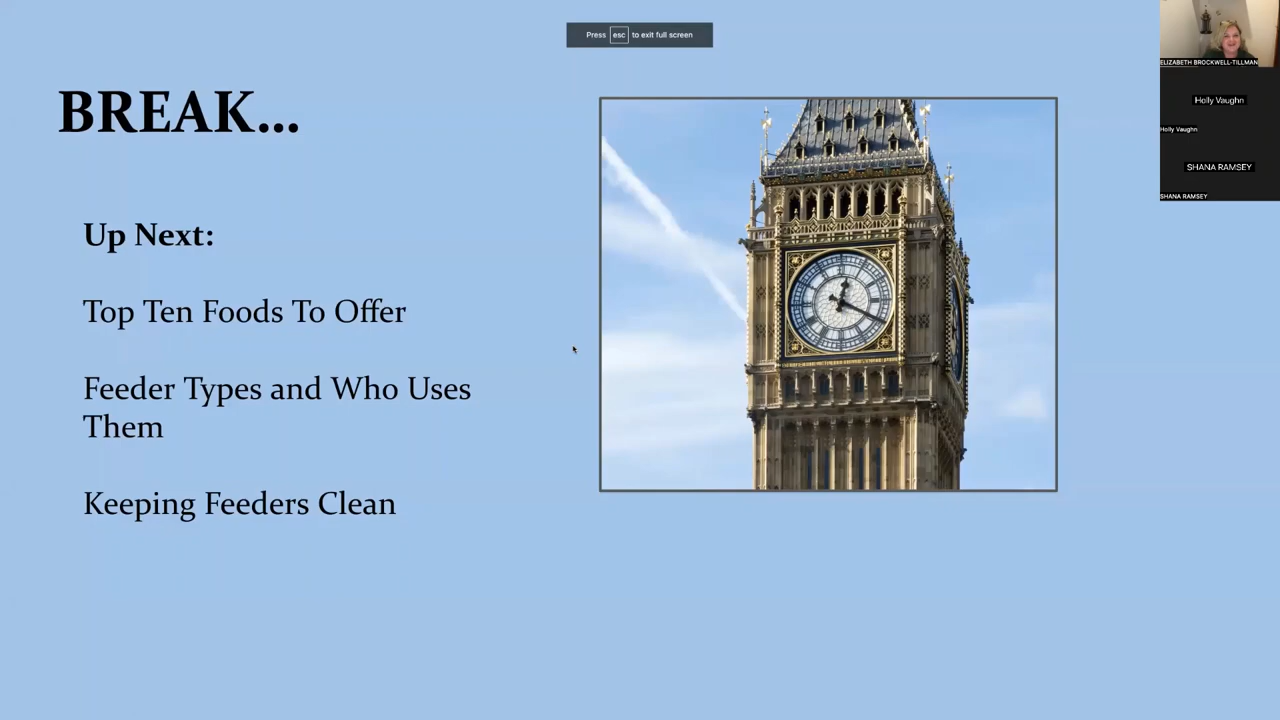 Press esc to exit full screen
BREAK...
Up Next:
Top Ten Foods To Offer
Feeder Types and Who Uses
Them
Keeping Feeders Clean
ELIZABETH BROCKWELL-TILLMAN
Holly Vaughn
Holly Vaughn
SHANA RAMSEY
SHANA RAMSEY